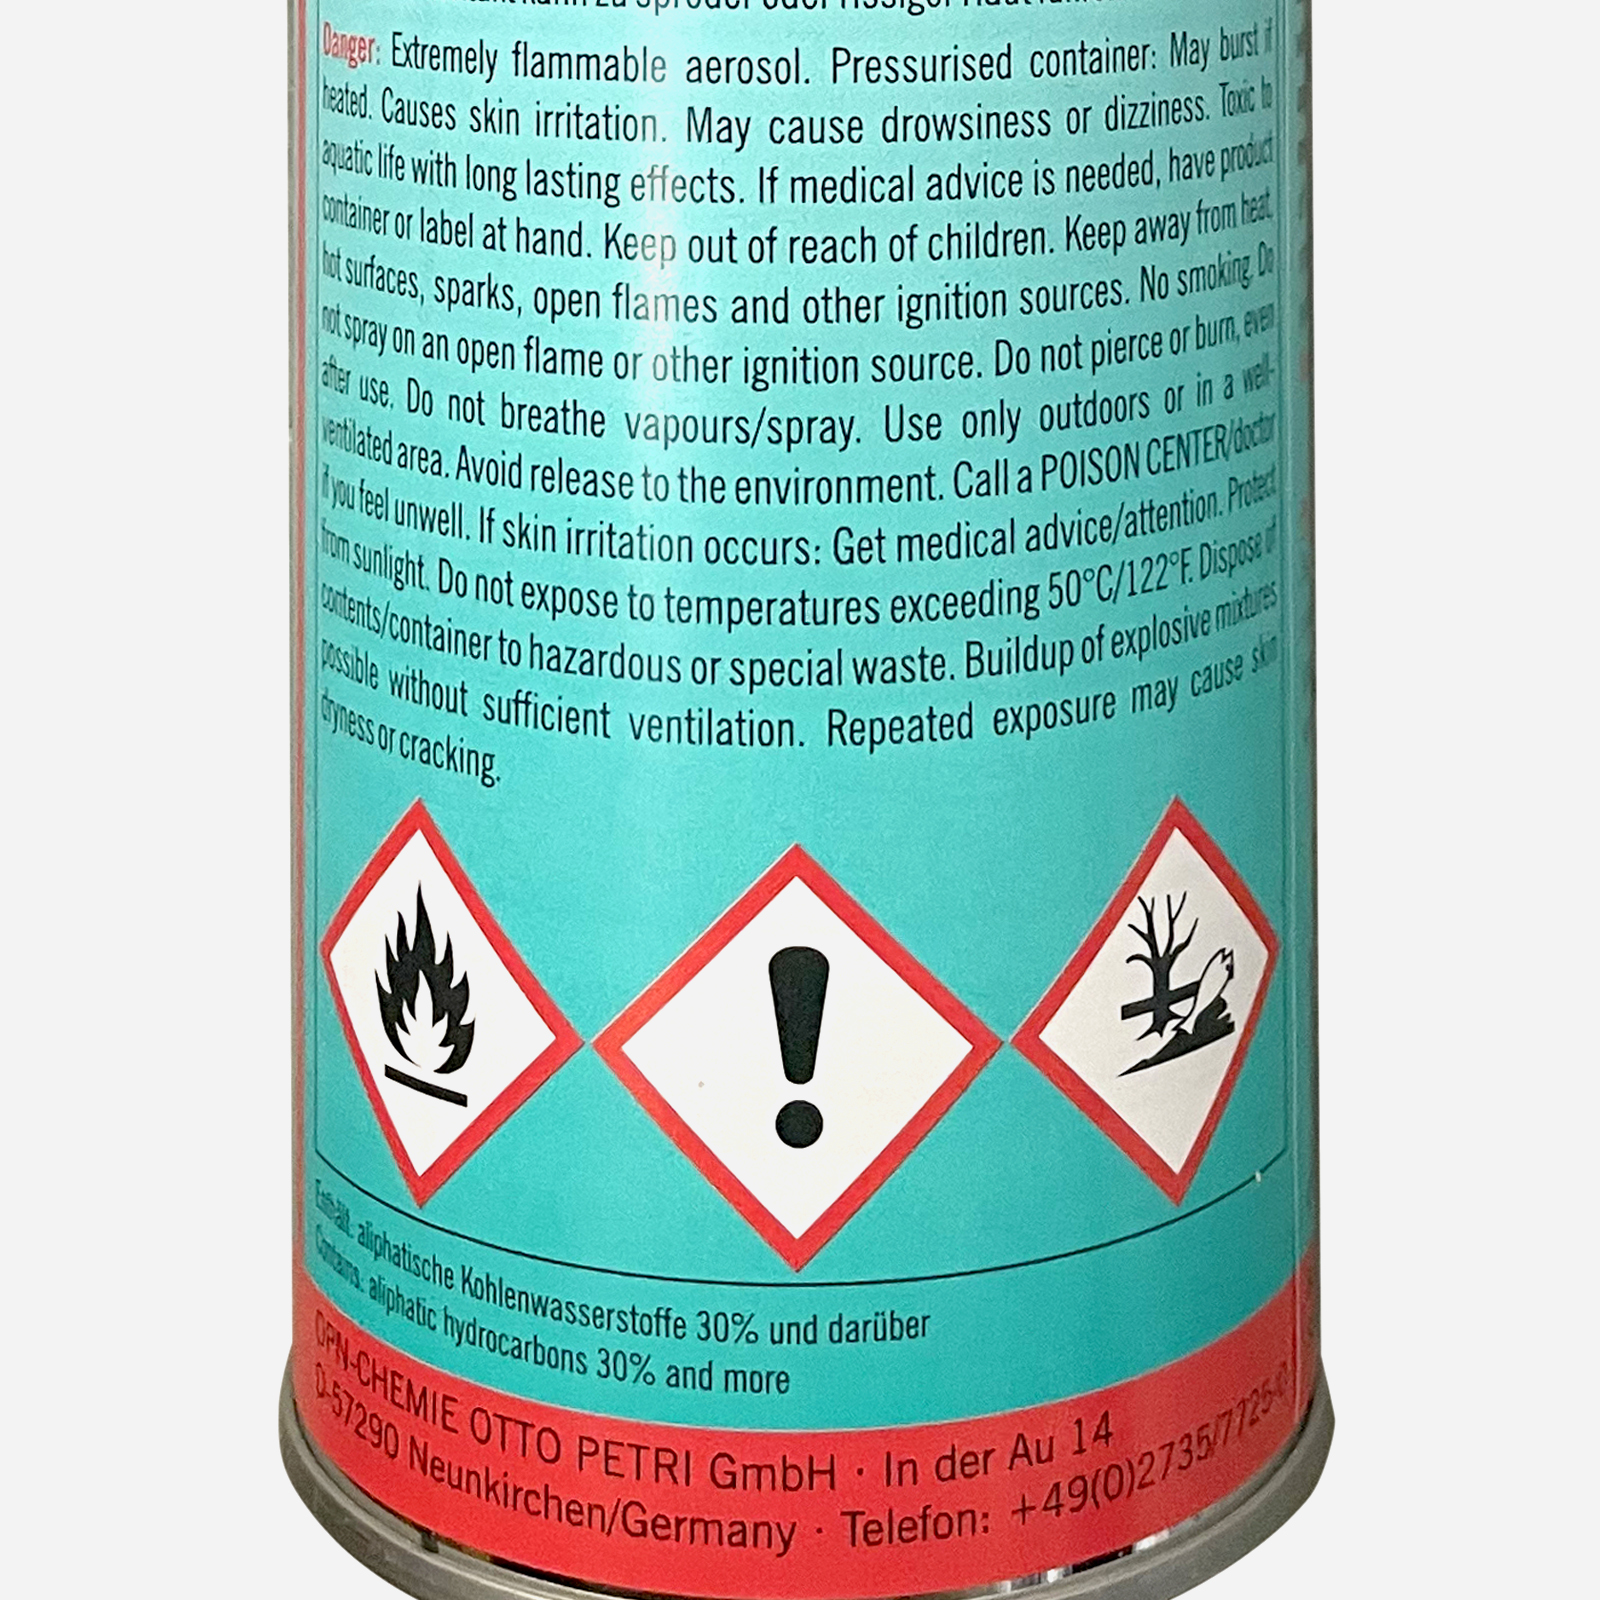 kann zu spröder oder rissiger Haut
Danger: Extremely flammable aerosol. Pressurised container: May burst if
heated. Causes skin irritation. May cause drowsiness or dizziness. Toxic to
aquatic life with long lasting effects. If medical advice is needed, have product
container or label at hand. Keep out of reach of children. Keep away from heat,
hot surfaces, sparks, open flames and other ignition sources. No smoking. Do
not spray on an open flame or other ignition source. Do not pierce or burn, even
after use. Do not breathe vapours/spray. Use only outdoors or in a well-
ventilated area. Avoid release to the environment. Call a POISON CENTER/doctor
if you feel unwell. If skin irritation occurs: Get medical advice/attention. Protect
from sunlight. Do not expose to temperatures exceeding 50°C/122°F. Dispose of
contents/container to hazardous or special waste. Buildup of explosive mixtures
possible without sufficient ventilation. Repeated exposure may cause skin
dryness or cracking.
Enthält: aliphatische Kohlenwasserstoffe 30% und darüber
Contains: aliphatic hydrocarbons 30% and more
OPN-CHEMIE OTTO PETRI GmbH · In der Au 14
D-57290 Neunkirchen/Germany · Telefon: +49(0)2735/7725-0